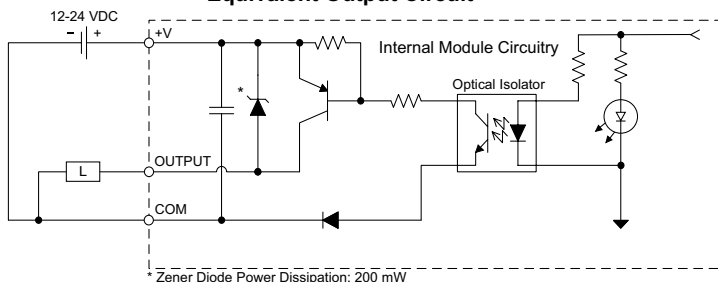 Equivalent Output Circuit
12-24 VDC
− +
+V
Internal Module Circuitry
Optical Isolator
*
OUTPUT
L
COM
* Zener Diode Power Dissipation: 200 mW